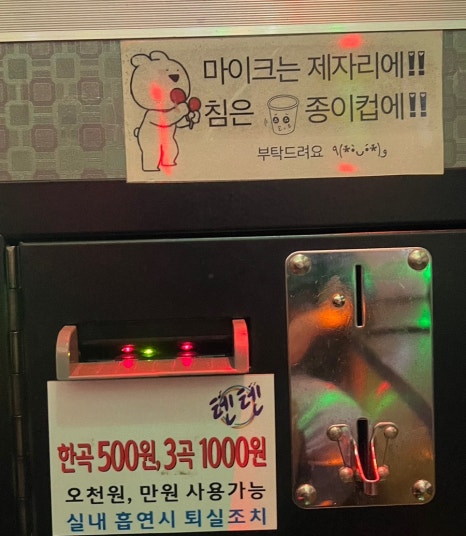 마이크는 제자리에!!
침은 종이컵에!!
부탁드려요 ٩(*•̀ᴗ•́*)و
텐텐
한곡 500원, 3곡 1000원
오천원, 만원 사용가능
실내 흡연시 퇴실조치